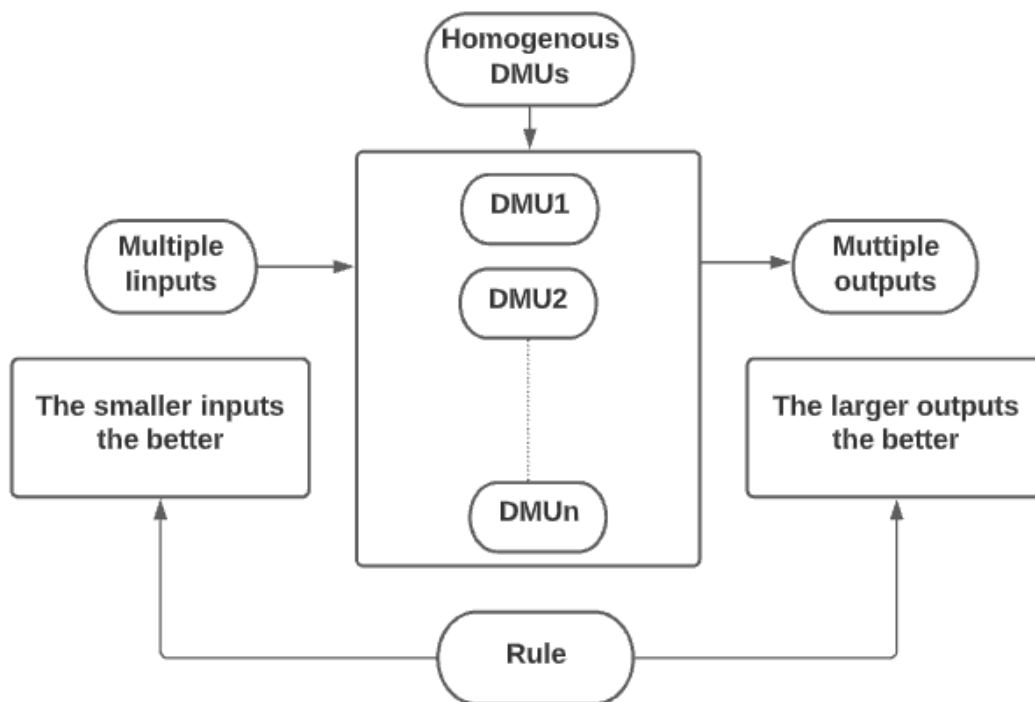 Homogenous
DMUs
DMU1
Multiple
Iinputs
Muttiple
outputs
DMU2
The smaller inputs
the better
The larger outputs
the better
DMUn
Rule